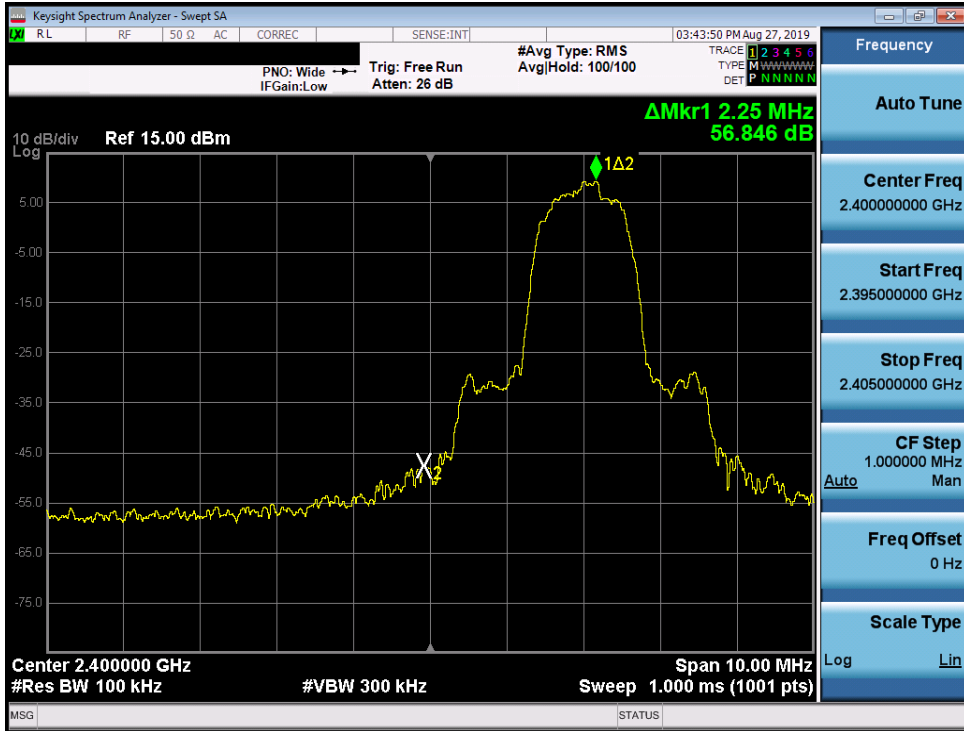 Keysight Spectrum Analyzer - Swept SA
LXI RL RF 50 Ω AC CORREC SENSE:INT 03:43:50 PM Aug 27, 2019
PNO: Wide
IFGain:Low
Trig: Free Run
Atten: 26 dB
#Avg Type: RMS
Avg|Hold: 100/100
TRACE 1 2 3 4 5 6
TYPE M WWWWW
DET P N N N N N
ΔMkr1 2.25 MHz
56.846 dB
10 dB/div Ref 15.00 dBm
Log
1Δ2
5.00
-5.00
-15.0
-25.0
-35.0
-45.0
2
-55.0
-65.0
-75.0
Center 2.400000 GHz Span 10.00 MHz
#Res BW 100 kHz #VBW 300 kHz Sweep 1.000 ms (1001 pts)
MSG STATUS
Frequency
Auto Tune
Center Freq
2.400000000 GHz
Start Freq
2.395000000 GHz
Stop Freq
2.405000000 GHz
CF Step
1.000000 MHz
Auto Man
Freq Offset
0 Hz
Scale Type
Log Lin